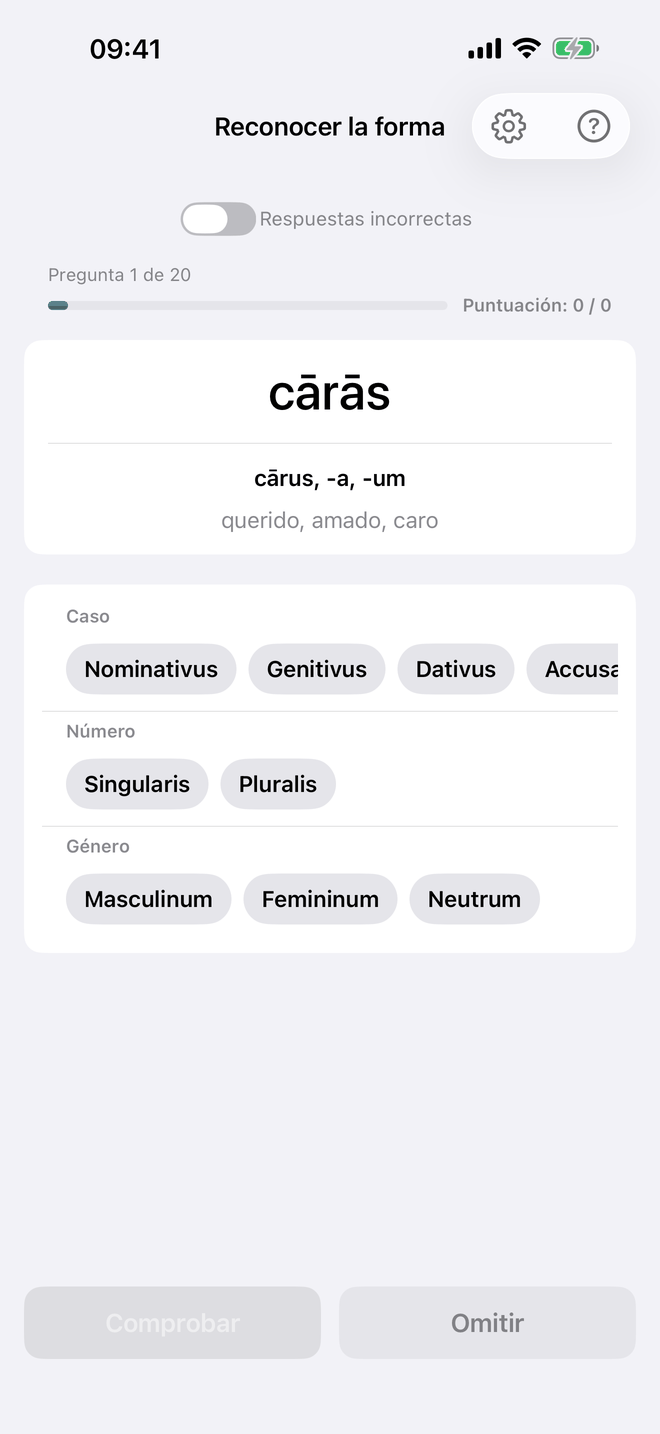 09:41
Reconocer la forma
?
Respuestas incorrectas
Pregunta 1 de 20
Puntuación: 0 / 0
cārās
cārus, -a, -um
querido, amado, caro
Caso
Nominativus Genitivus Dativus Accusa
Número
Singularis Pluralis
Género
Masculinum Femininum Neutrum
Comprobar Omitir